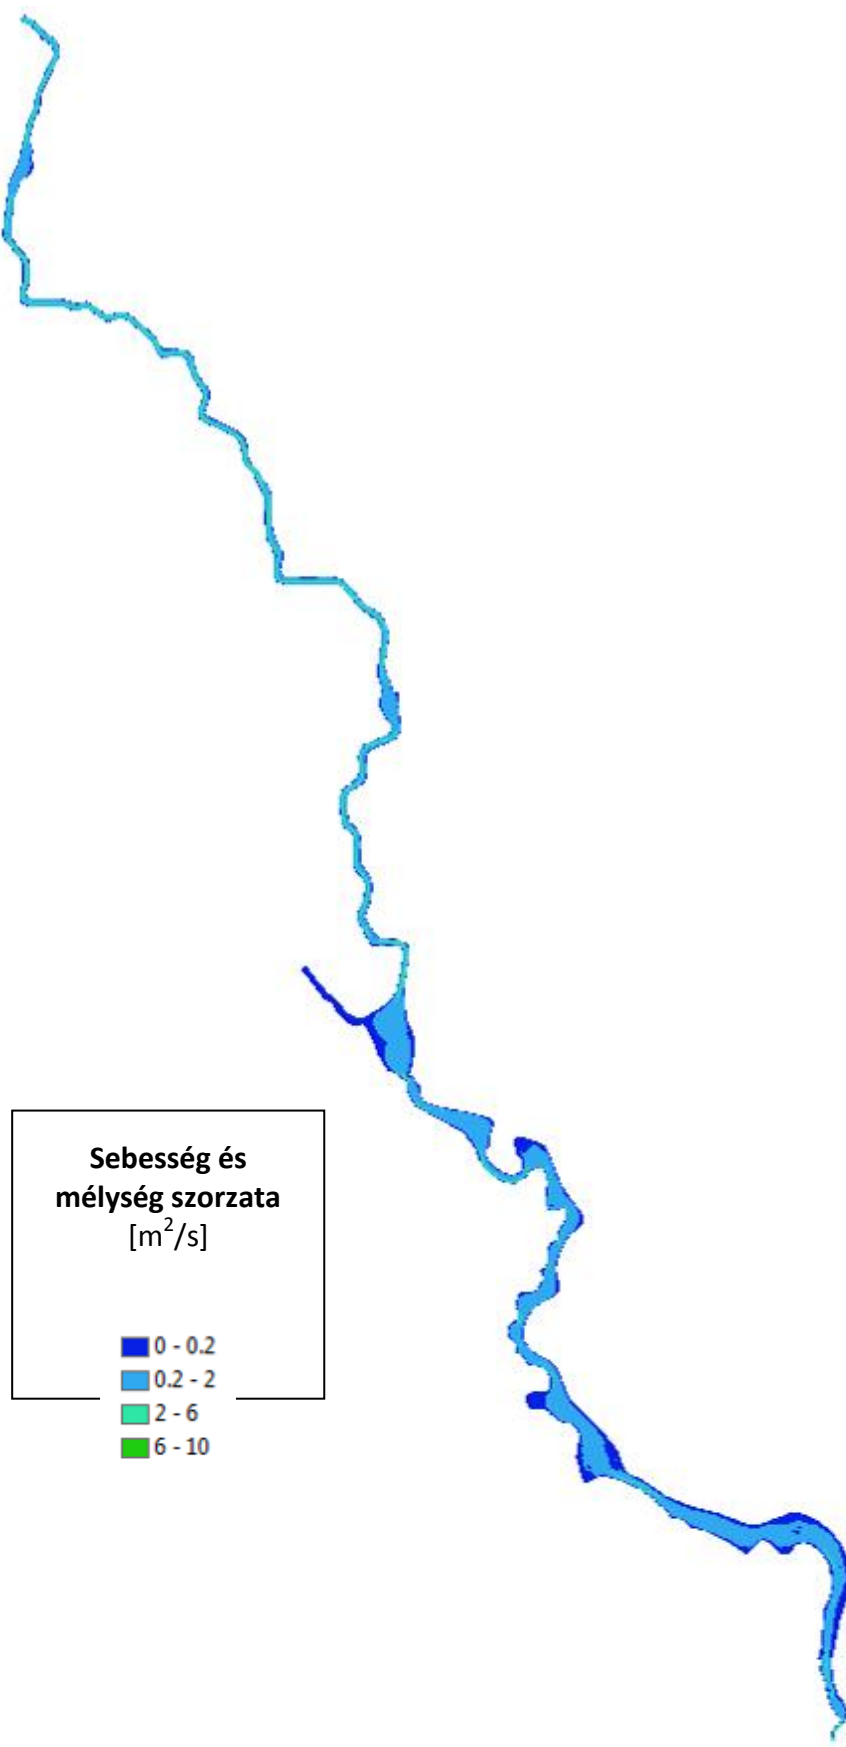 Sebesség és
mélység szorzata
[m²/s]
0 - 0.2
0.2 - 2
2 - 6
6 - 10